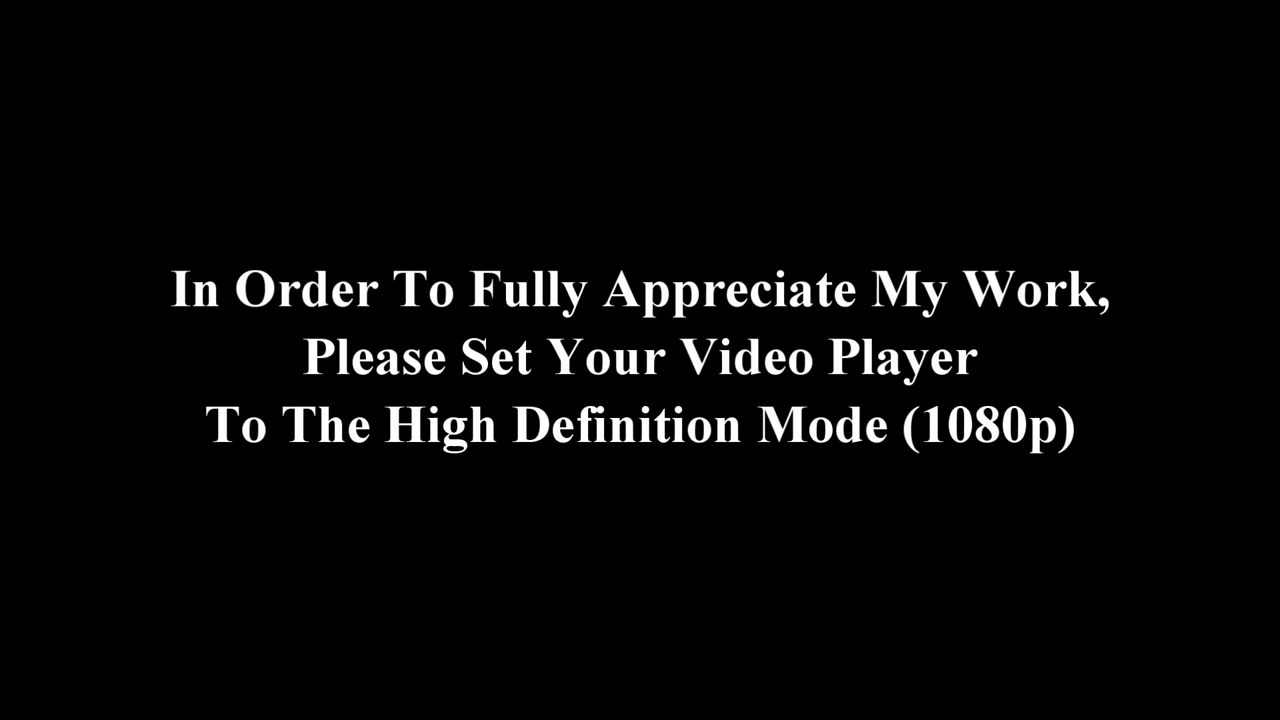 In Order To Fully Appreciate My Work,
Please Set Your Video Player
To The High Definition Mode (1080p)